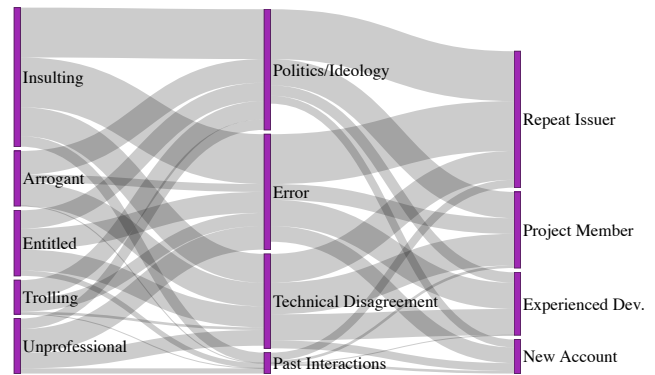 Insulting
Arrogant
Entitled
Trolling
Unprofessional
Politics/Ideology
Error
Technical Disagreement
Past Interactions
Repeat Issuer
Project Member
Experienced Dev.
New Account